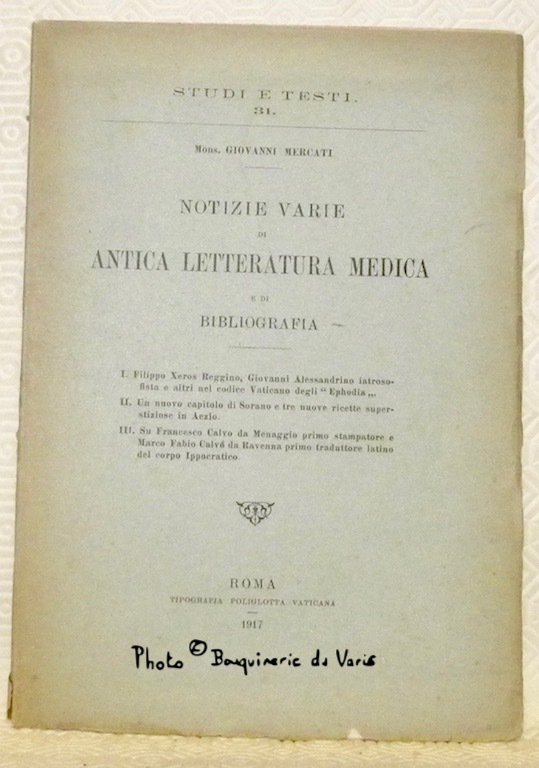 STUDI E TESTI.
31.
Mons. GIOVANNI MERCATI
NOTIZIE VARIE
DI
ANTICA LETTERATURA MEDICA
E DI
BIBLIOGRAFIA
I. Filippo Xeros Reggino, Giovanni Alessandrino iatroso-
fista e altri nel codice Vaticano degli "Ephodia„.
II. Un nuovo capitolo di Sorano e tre nuove ricette super-
stiziose in Aezio.
III. Su Francesco Calvo da Menaggio primo stampatore e
Marco Fabio Calvo da Ravenna primo traduttore latino
del corpo Ippocratico.
ROMA
TIPOGRAFIA POLIGLOTTA VATICANA
1917
Photo © Bouquinerie du Varis